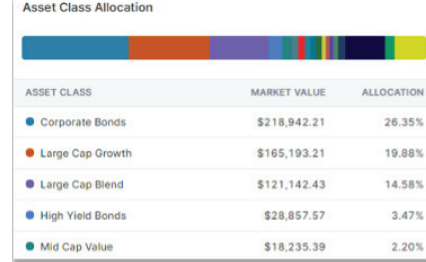 Asset Class Allocation
ASSET CLASS MARKET VALUE ALLOCATION
Corporate Bonds $218,942.21 26.35%
Large Cap Growth $165,193.21 19.88%
Large Cap Blend $121,142.43 14.58%
High Yield Bonds $28,857.57 3.47%
Mid Cap Value $18,235.39 2.20%